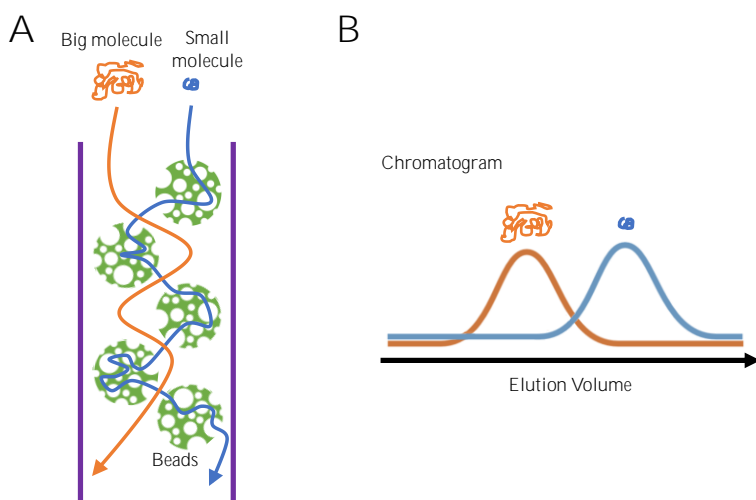 A
Big molecule
Small
molecule
Beads
B
Chromatogram
Elution Volume